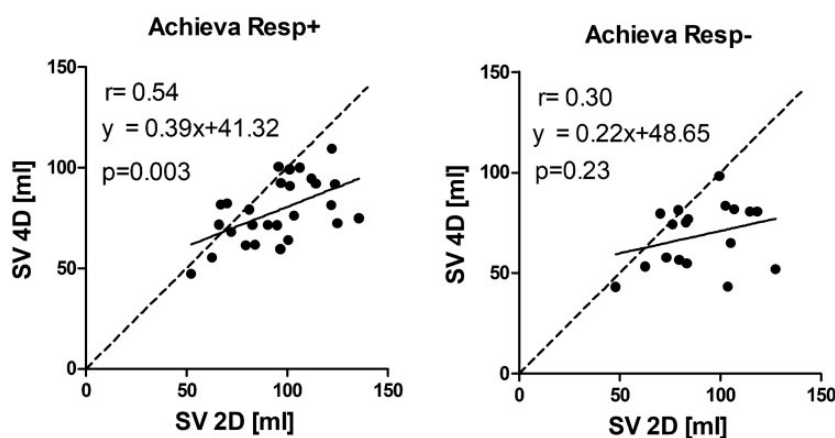 Achieva Resp+
150
100
50
0
r= 0.54
y = 0.39x+41.32
p=0.003
SV 4D [ml]
0
50
100
150
SV 2D [ml]
Achieva Resp-
150
100
50
0
r= 0.30
y = 0.22x+48.65
p=0.23
SV 4D [ml]
0
50
100
150
SV 2D [ml]